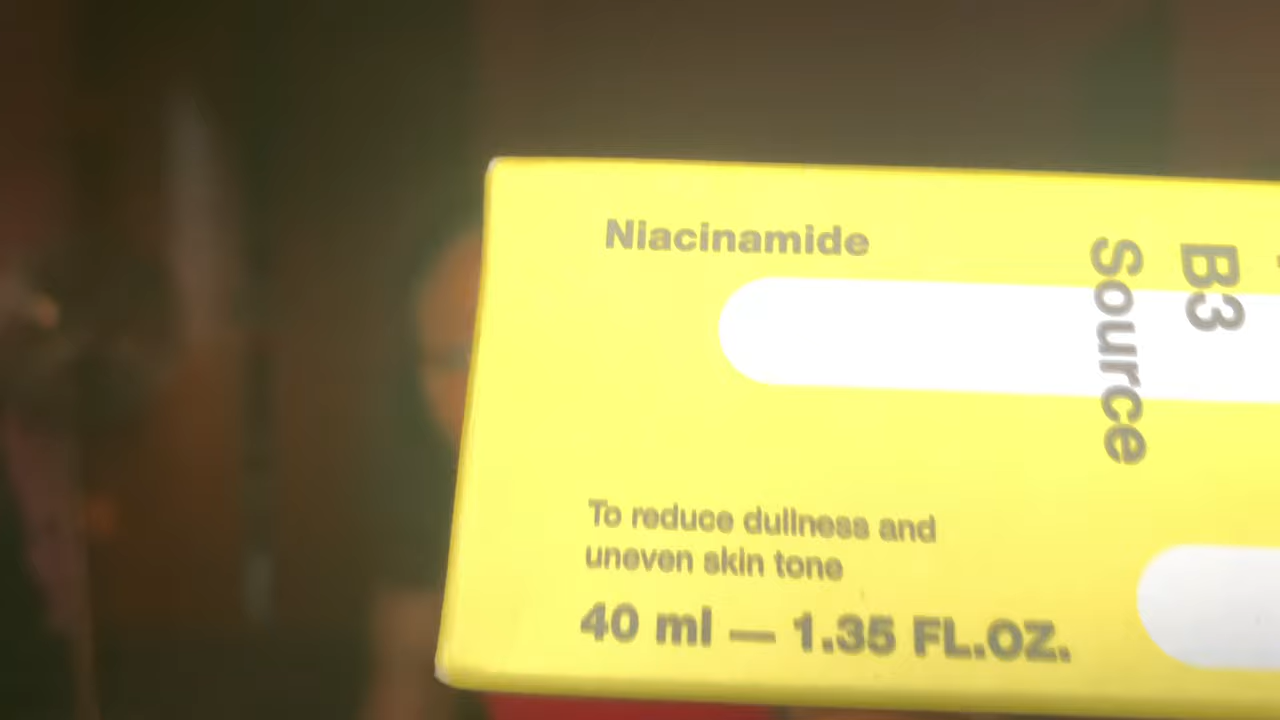 Niacinamide
B3
Source
To reduce dullness and
uneven skin tone
40 ml — 1.35 FL.OZ.